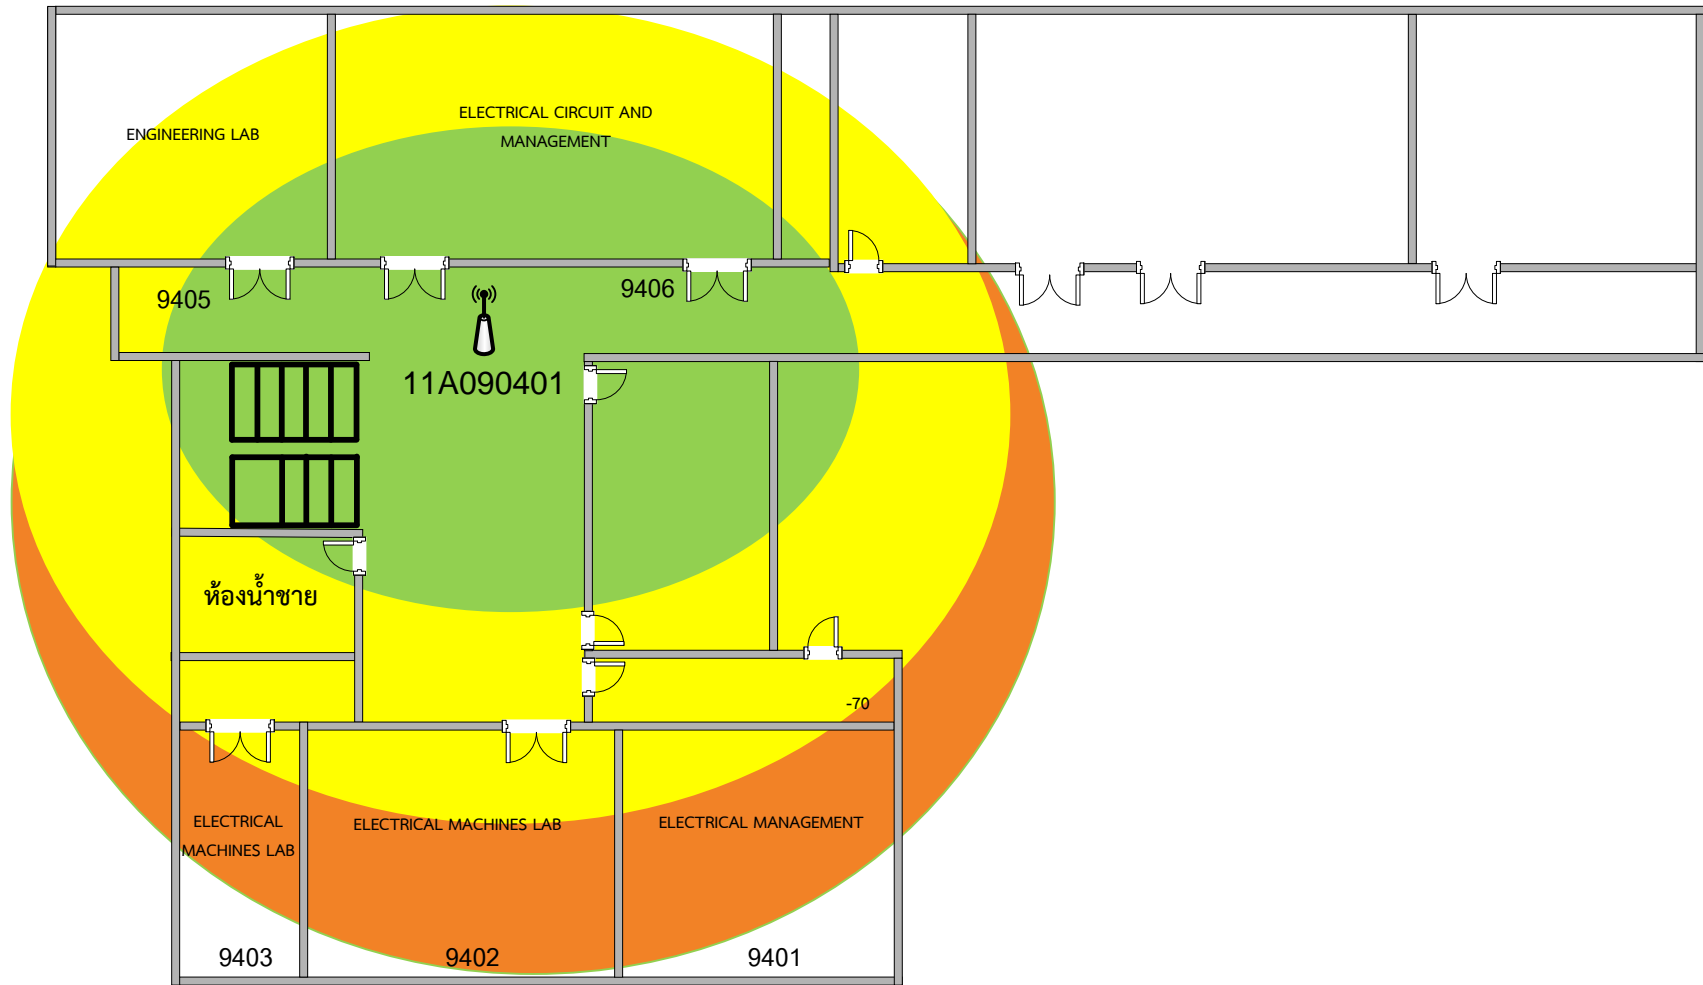 ELECTRICAL CIRCUIT AND
MANAGEMENT
ENGINEERING LAB
9405
9406
11A090401
ห้องน้ำชาย
-70
ELECTRICAL
MACHINES LAB
ELECTRICAL MACHINES LAB
ELECTRICAL MANAGEMENT
9403
9402
9401